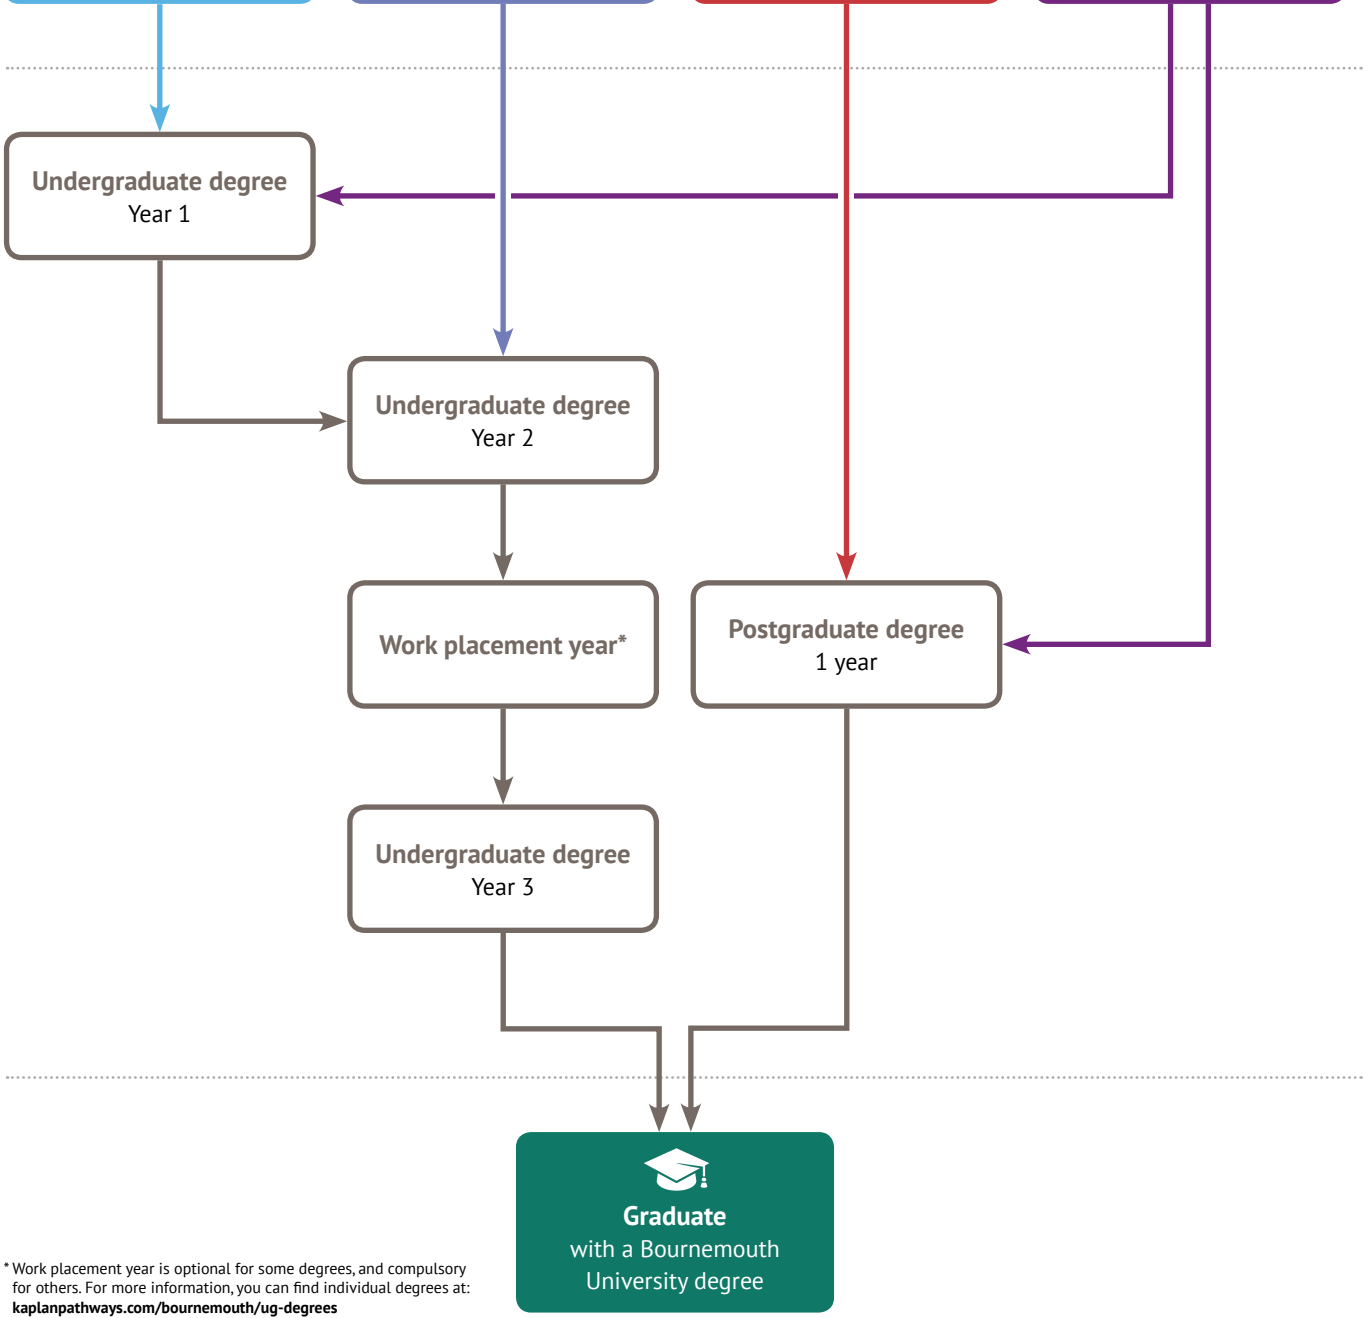 Undergraduate degree
Year 1
Undergraduate degree
Year 2
Work placement year*
Postgraduate degree
1 year
Undergraduate degree
Year 3
Graduate
with a Bournemouth
University degree
* Work placement year is optional for some degrees, and compulsory
for others. For more information, you can find individual degrees at:
kaplanpathways.com/bournemouth/ug-degrees